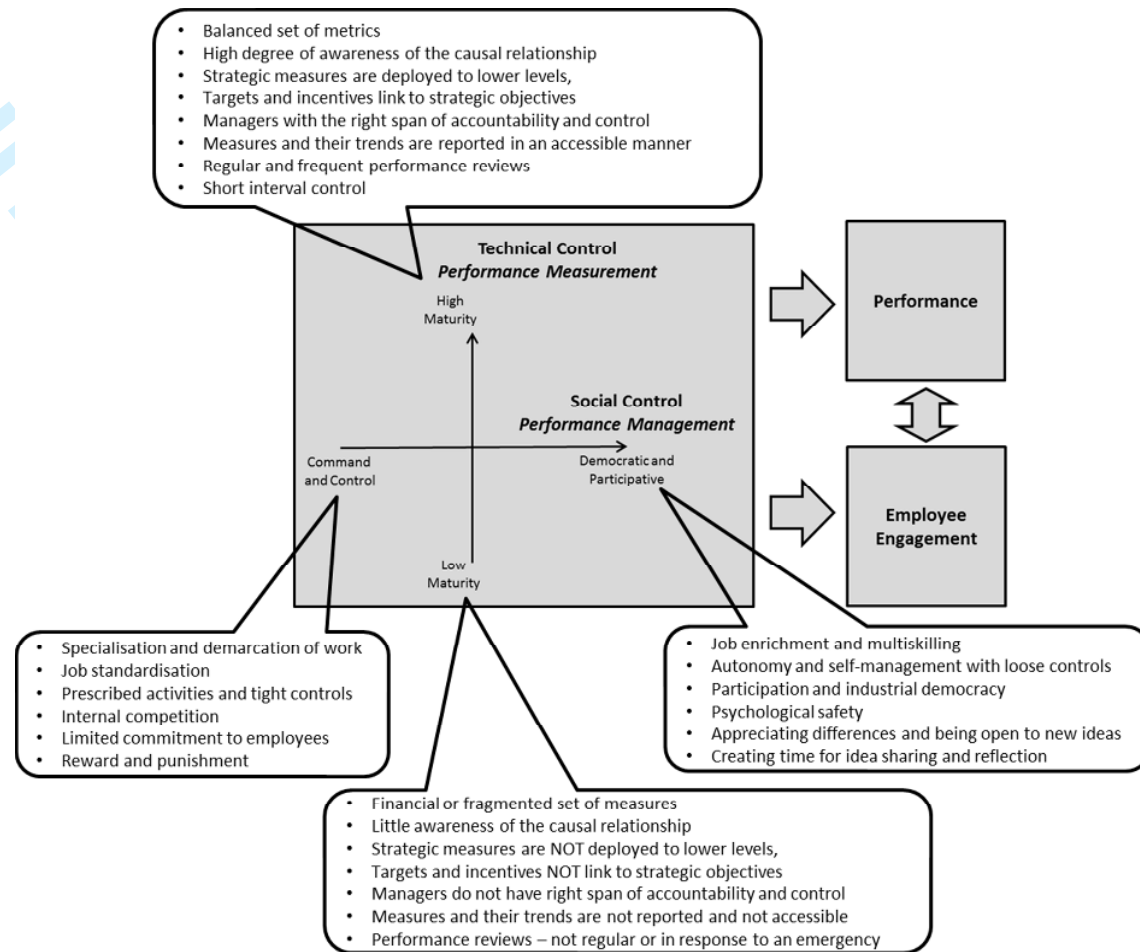 • Balanced set of metrics
• High degree of awareness of the causal relationship
• Strategic measures are deployed to lower levels,
• Targets and incentives link to strategic objectives
• Managers with the right span of accountability and control
• Measures and their trends are reported in an accessible manner
• Regular and frequent performance reviews
• Short interval control
Technical Control
Performance Measurement
High
Maturity
Social Control
Performance Management
Command
and Control
Democratic and
Participative
Low
Maturity
Performance
Employee
Engagement
• Specialisation and demarcation of work
• Job standardisation
• Prescribed activities and tight controls
• Internal competition
• Limited commitment to employees
• Reward and punishment
• Job enrichment and multiskilling
• Autonomy and self-management with loose controls
• Participation and industrial democracy
• Psychological safety
• Appreciating differences and being open to new ideas
• Creating time for idea sharing and reflection
• Financial or fragmented set of measures
• Little awareness of the causal relationship
• Strategic measures are NOT deployed to lower levels,
• Targets and incentives NOT link to strategic objectives
• Managers do not have right span of accountability and control
• Measures and their trends are not reported and not accessible
• Performance reviews – not regular or in response to an emergency